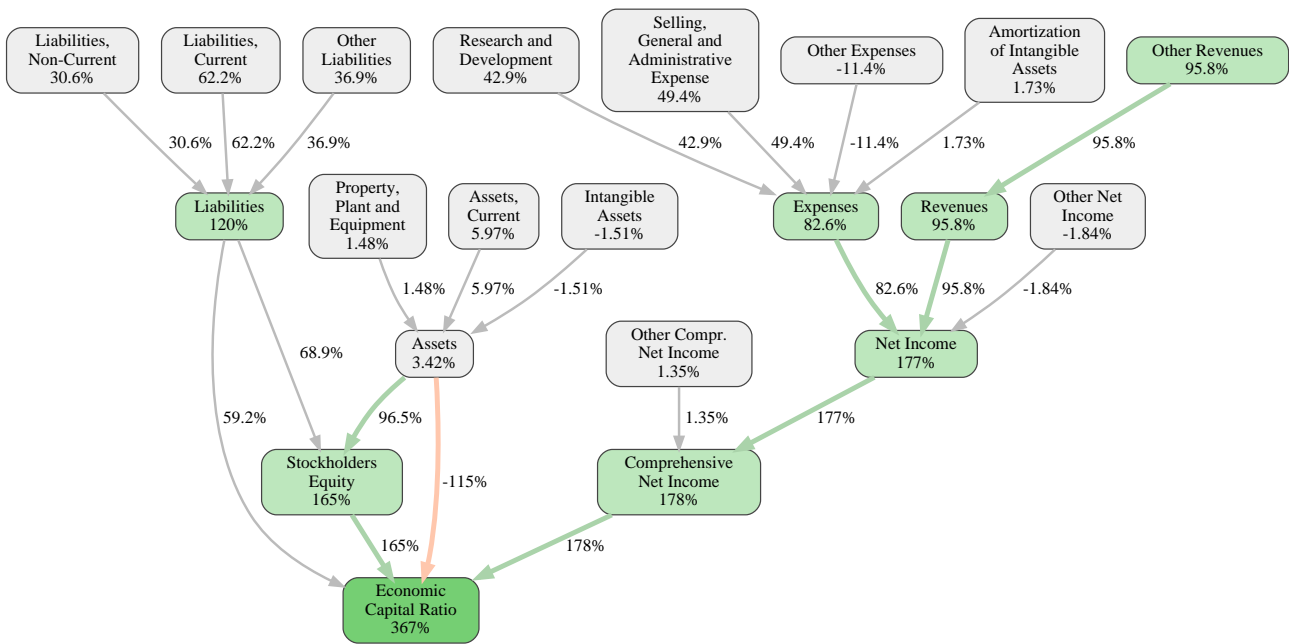 Liabilities,
Non-Current
30.6%
Liabilities,
Current
62.2%
Other
Liabilities
36.9%
Research and
Development
42.9%
Selling,
General and
Administrative
Expense
49.4%
Other Expenses
-11.4%
Amortization
of Intangible
Assets
1.73%
Other Revenues
95.8%
30.6%
62.2%
36.9%
42.9%
49.4%
-11.4%
1.73%
95.8%
Liabilities
120%
Property,
Plant and
Equipment
1.48%
Assets,
Current
5.97%
Intangible
Assets
-1.51%
Expenses
82.6%
Revenues
95.8%
Other Net
Income
-1.84%
1.48%
5.97%
-1.51%
82.6%
95.8%
-1.84%
Assets
3.42%
Other Compr.
Net Income
1.35%
Net Income
177%
68.9%
59.2%
96.5%
1.35%
177%
Stockholders
Equity
165%
-115%
Comprehensive
Net Income
178%
165%
178%
Economic
Capital Ratio
367%